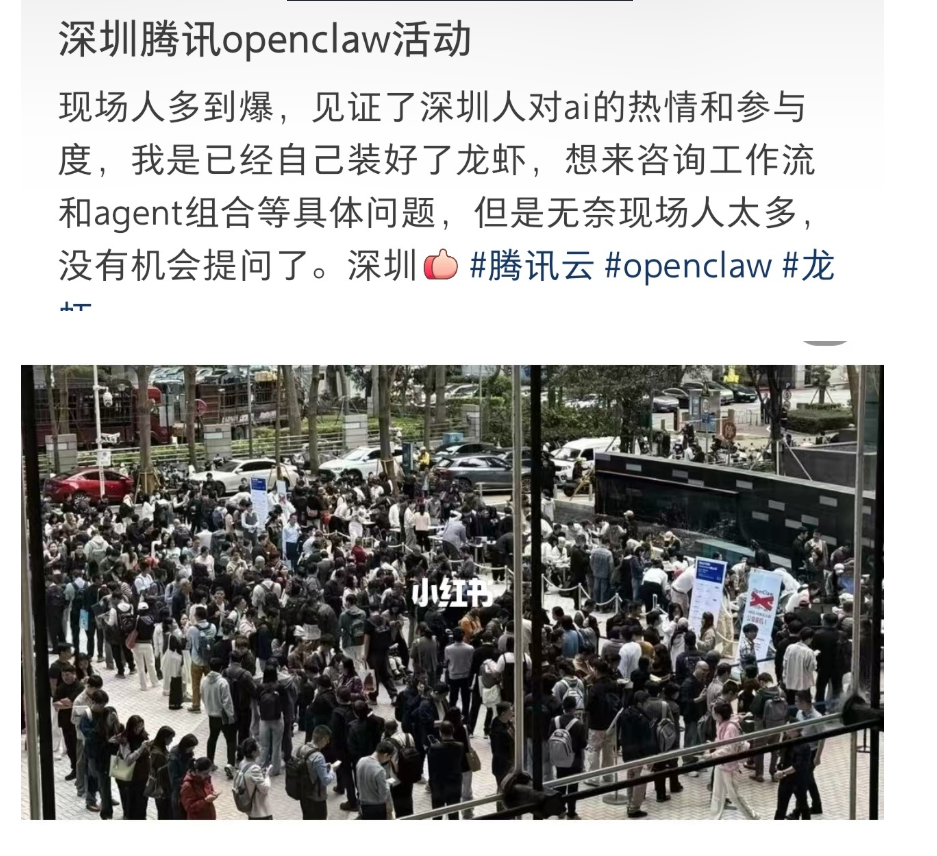 深圳腾讯openclaw活动
现场人多到爆，见证了深圳人对ai的热情和参与
度，我是已经自己装好了龙虾，想来咨询工作流
和agent组合等具体问题，但是无奈现场人太多，
没有机会提问了。深圳👍 #腾讯云 #openclaw #龙
小红书